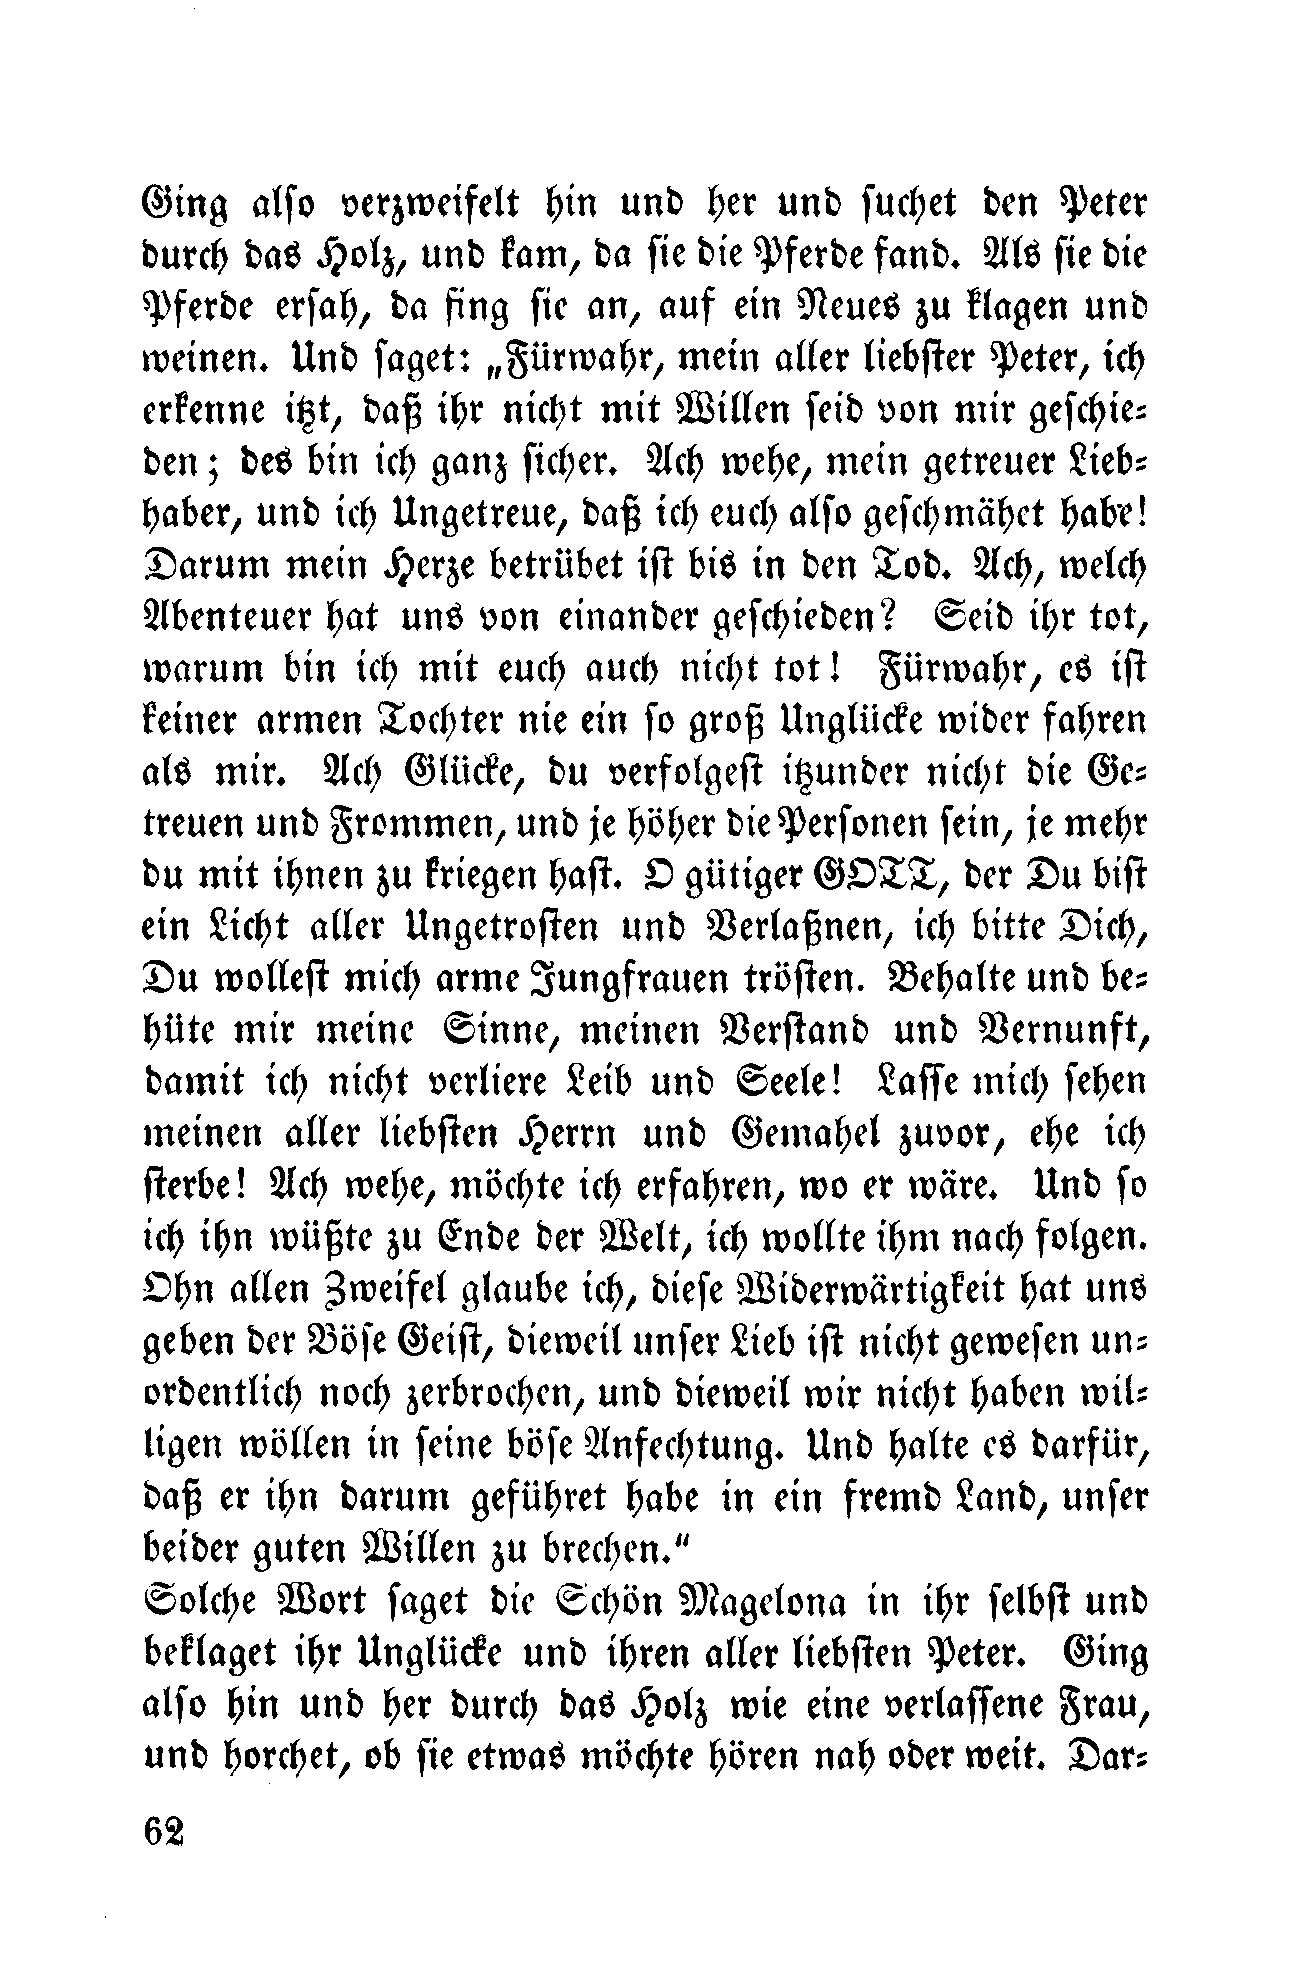 Ging also verzweifelt hin und her und suchet den Peter
durch das Holz, und kam, da sie die Pferde fand. Als sie die
Pferde ersah, da fing sie an, auf ein Neues zu klagen und
weinen. Und saget: „Fürwahr, mein aller liebster Peter, ich
erkenne itzt, daß ihr nicht mit Willen seid von mir geschie-
den; des bin ich ganz sicher. Ach wehe, mein getreuer Lieb-
haber, und ich Ungetreue, daß ich euch also geschmähet habe!
Darum mein Herze betrübet ist bis in den Tod. Ach, welch
Abenteuer hat uns von einander geschieden? Seid ihr tot,
warum bin ich mit euch auch nicht tot! Fürwahr, es ist
keiner armen Tochter nie ein so groß Unglücke wider fahren
als mir. Ach Glücke, du verfolgest itzunder nicht die Ge-
treuen und Frommen, und je höher die Personen sein, je mehr
du mit ihnen zu kriegen hast. O gütiger GOTT, der Du bist
ein Licht aller Ungetrosten und Verlaßnen, ich bitte Dich,
Du wollest mich arme Jungfrauen trösten. Behalte und be-
hüte mir meine Sinne, meinen Verstand und Vernunft,
damit ich nicht verliere Leib und Seele! Lasse mich sehen
meinen aller liebsten Herrn und Gemahel zuvor, ehe ich
sterbe! Ach wehe, möchte ich erfahren, wo er wäre. Und so
ich ihn wüßte zu Ende der Welt, ich wollte ihm nach folgen.
Ohn allen Zweifel glaube ich, diese Widerwärtigkeit hat uns
geben der Böse Geist, dieweil unser Lieb ist nicht gewesen un-
ordentlich noch zerbrochen, und dieweil wir nicht haben wil-
ligen wöllen in seine böse Anfechtung. Und halte es darfür,
daß er ihn darum geführet habe in ein fremd Land, unser
beider guten Willen zu brechen.“
Solche Wort saget die Schön Magelona in ihr selbst und
beklaget ihr Unglücke und ihren aller liebsten Peter. Ging
also hin und her durch das Holz wie eine verlassene Frau,
und horchet, ob sie etwas möchte hören nah oder weit. Dar-
62